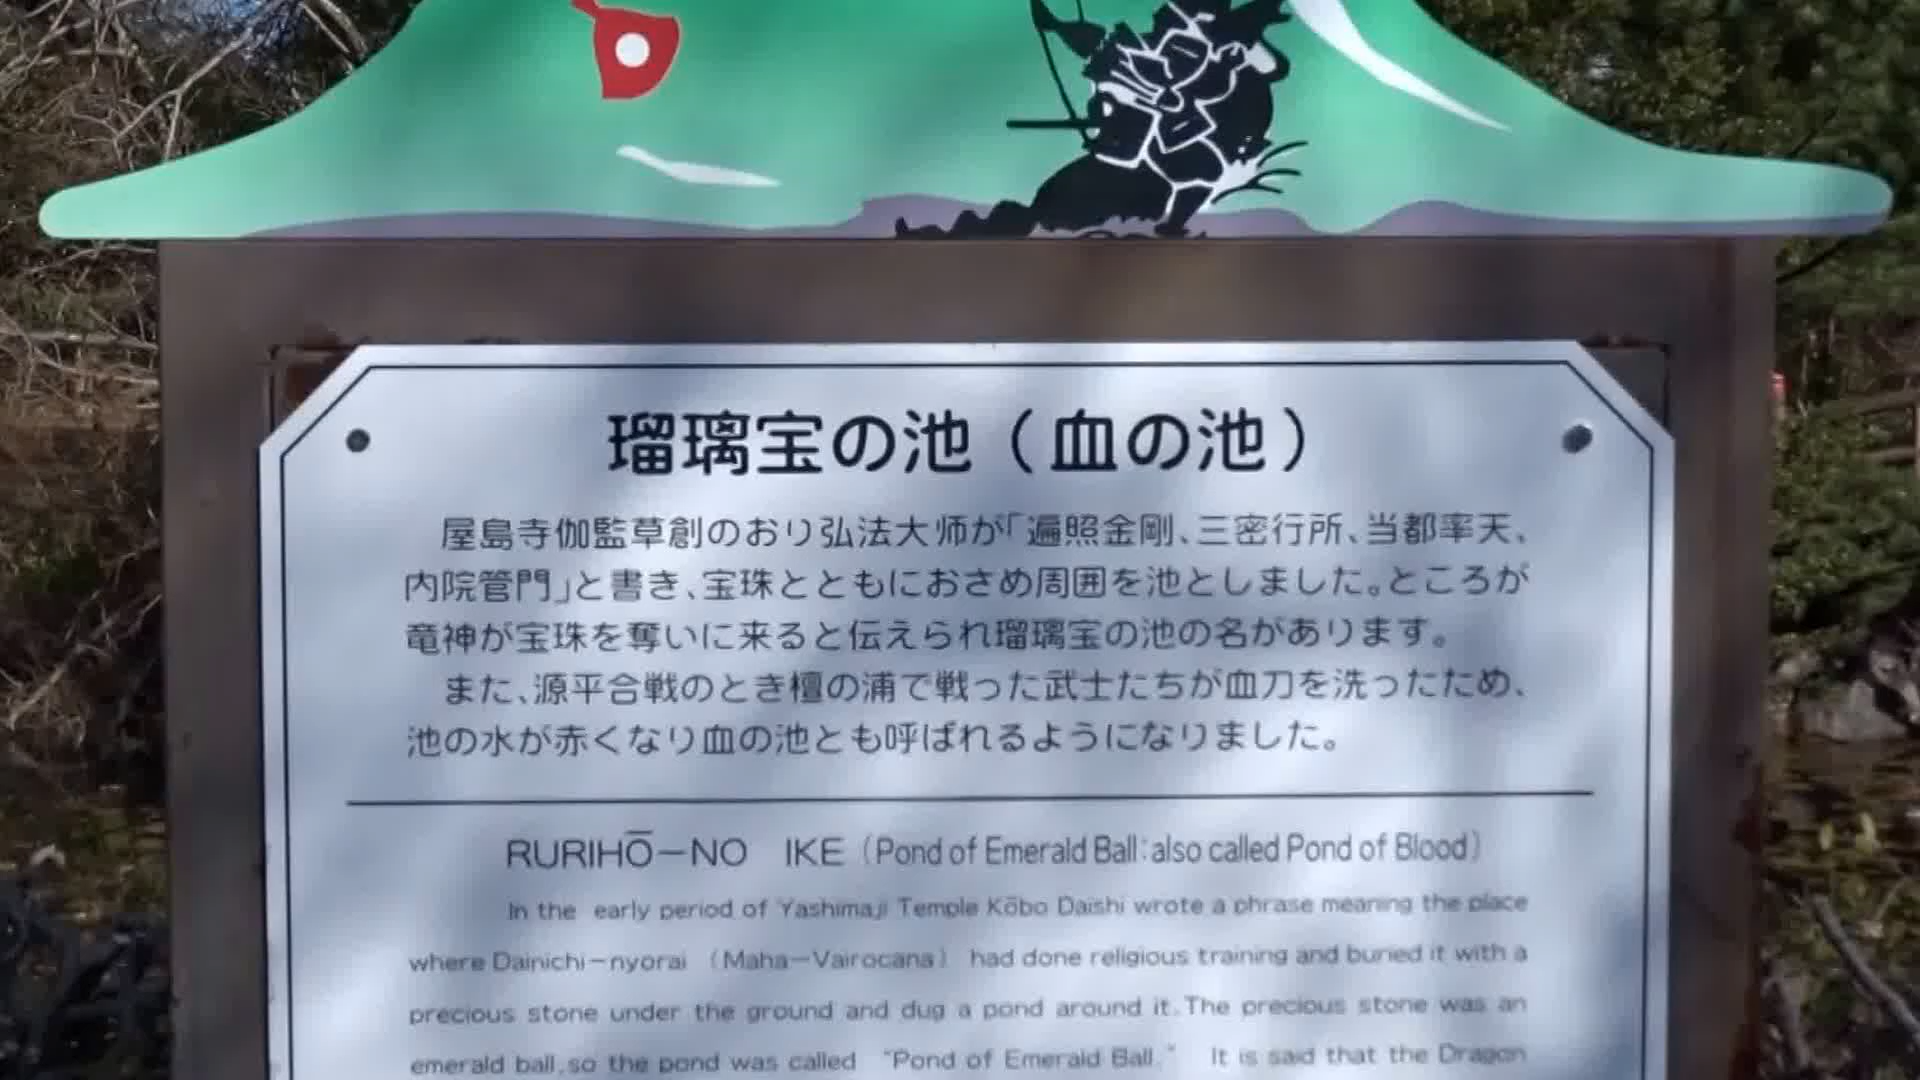 瑠璃宝の池（血の池）
屋島寺伽監草創のおり弘法大师が「遍照金剛、三密行所、当都率天、
内院管門」と書き、宝珠とともにおさめ周囲を池としました。ところが
竜神が宝珠を奪いに来ると伝えられ瑠璃宝の池の名があります。
また、源平合戦のとき檀の浦で戦った武士たちが血刀を洗ったため、
池の水が赤くなり血の池とも呼ばれるようになりました。
RURIHŌ－NO IKE（Pond of Emerald Ball:also called Pond of Blood）
In the early period of Yashimaji Temple Kōbo Daishi wrote a phrase meaning the place
where Dainichi－nyorai （Maha－Vairocana） had done religious training and buried it with a
precious stone under the ground and dug a pond around it. The precious stone was an
emerald ball, so the pond was called "Pond of Emerald Ball." It is said that the Dragon